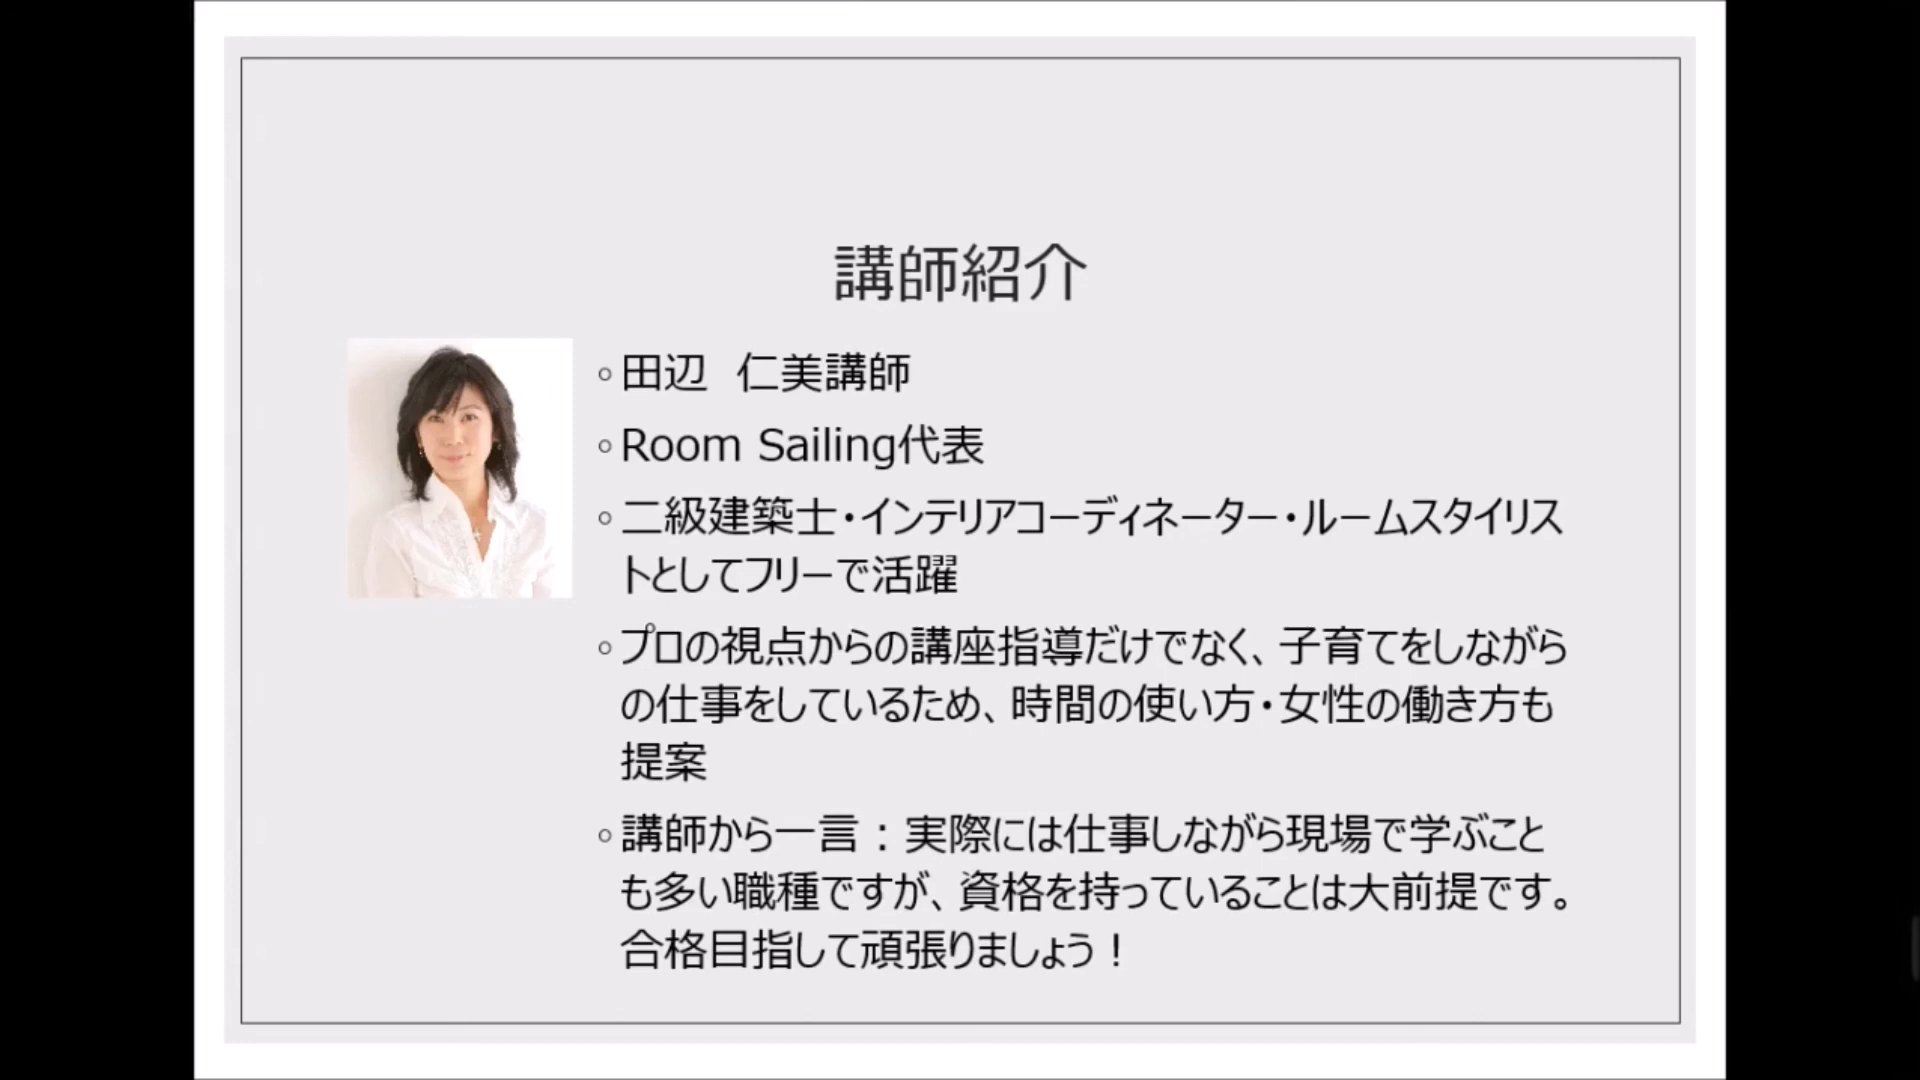 講師紹介
◦田辺　仁美講師
◦Room Sailing代表
◦二級建築士・インテリアコーディネーター・ルームスタイリス
トとしてフリーで活躍
◦プロの視点からの講座指導だけでなく、子育てをしながら
の仕事をしているため、時間の使い方・女性の働き方も
提案
◦講師から一言：実際には仕事しながら現場で学ぶこと
も多い職種ですが、資格を持っていることは大前提です。
合格目指して頑張りましょう！